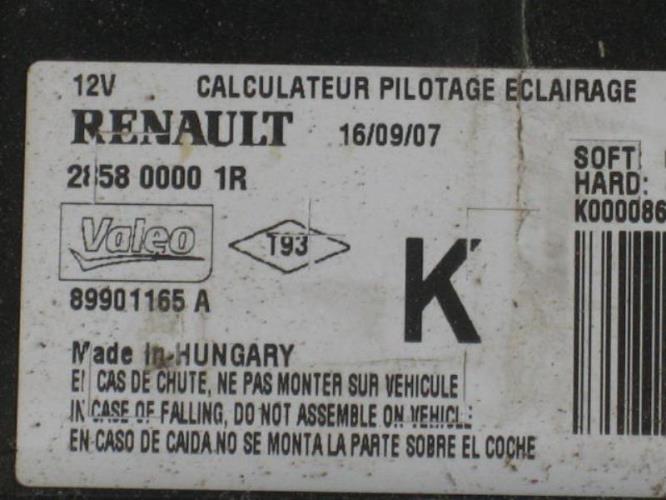 12V CALCULATEUR PILOTAGE ECLAIRAGE
RENAULT 16/09/07
2858 0000 1R
SOFT:
HARD:
K000086
Valeo
T93
K
89901165 A
Made in HUNGARY
EN CAS DE CHUTE, NE PAS MONTER SUR VEHICULE
IN CASE OF FALLING, DO NOT ASSEMBLE ON VEHICLE
EN CASO DE CAIDA NO SE MONTA LA PARTE SOBRE EL COCHE